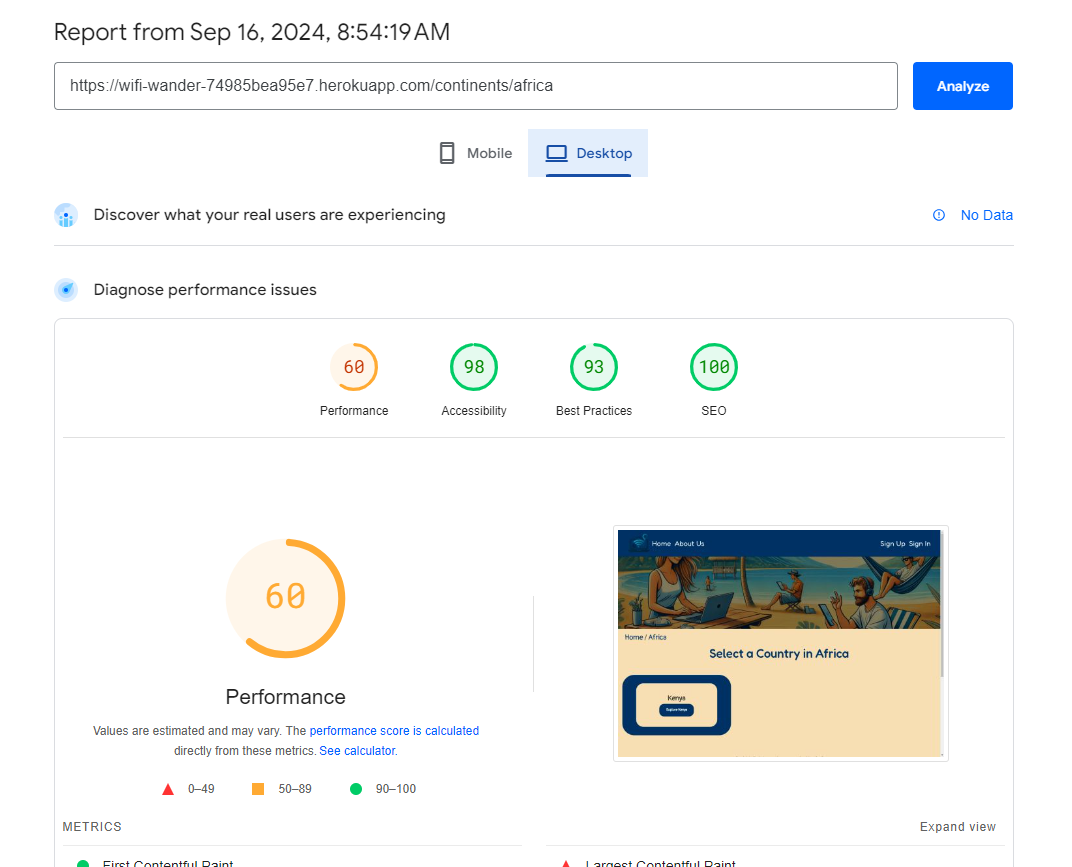 Report from Sep 16, 2024, 8:54:19 AM
https://wifi-wander-74985bea95e7.herokuapp.com/continents/africa
Analyze
Mobile
Desktop
Discover what your real users are experiencing
No Data
Diagnose performance issues
60
98
93
100
Performance
Accessibility
Best Practices
SEO
60
Performance
Values are estimated and may vary. The performance score is calculated
directly from these metrics. See calculator.
0–49
50–89
90–100
Home About Us
Sign Up Sign In
Home / Africa
Select a Country in Africa
Kenya
Explore Kenya
METRICS
Expand view
First Contentful Paint
Largest Contentful Paint